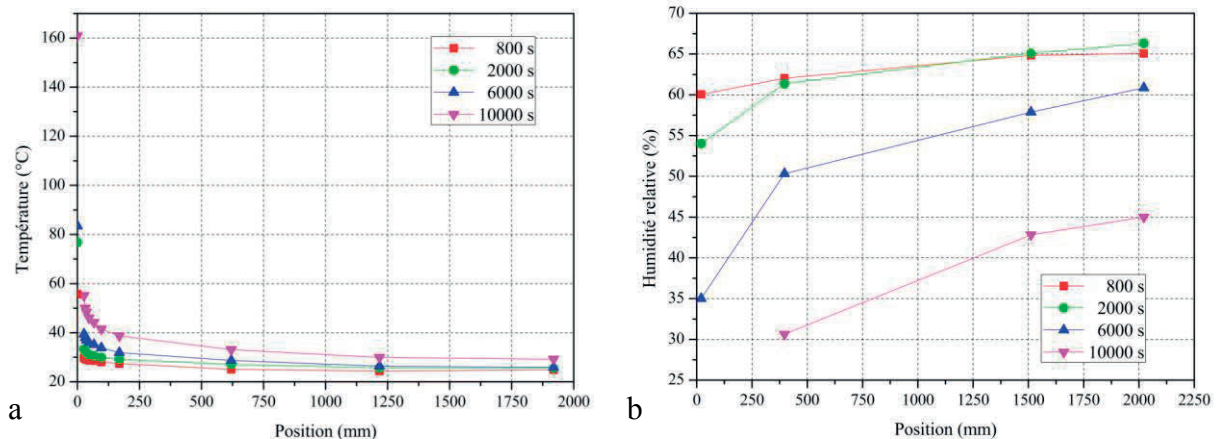 160
140
120
100
80
60
40
20
Température (°C)
800 s
2000 s
6000 s
10000 s
0
250
500
750
1000
1250
1500
1750
2000
Position (mm)
a
70
65
60
55
50
45
40
35
30
25
Humidité relative (%)
800 s
2000 s
6000 s
10000 s
0
250
500
750
1000
1250
1500
1750
2000
2250
Position (mm)
b